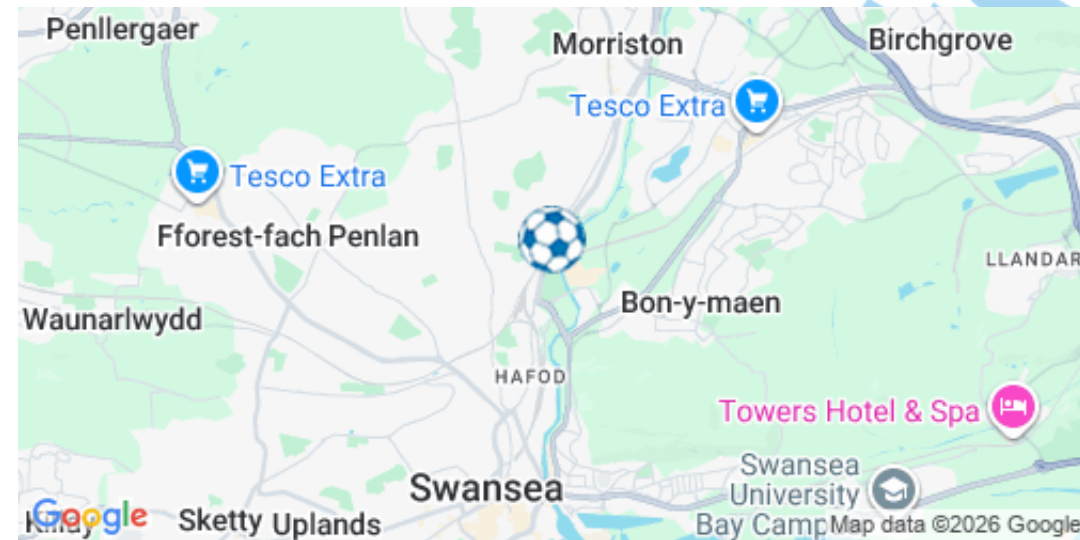 Penllergaer
Morriston
Birchgrove
Tesco Extra
Tesco Extra
Fforest-fach
Penlan
LLANDAR
Waunarlwydd
Bon-y-maen
HAFOD
Towers Hotel & Spa
Swansea
University
Bay Camp
Swansea
Google
Sketty
Uplands
Map data ©2026 Google